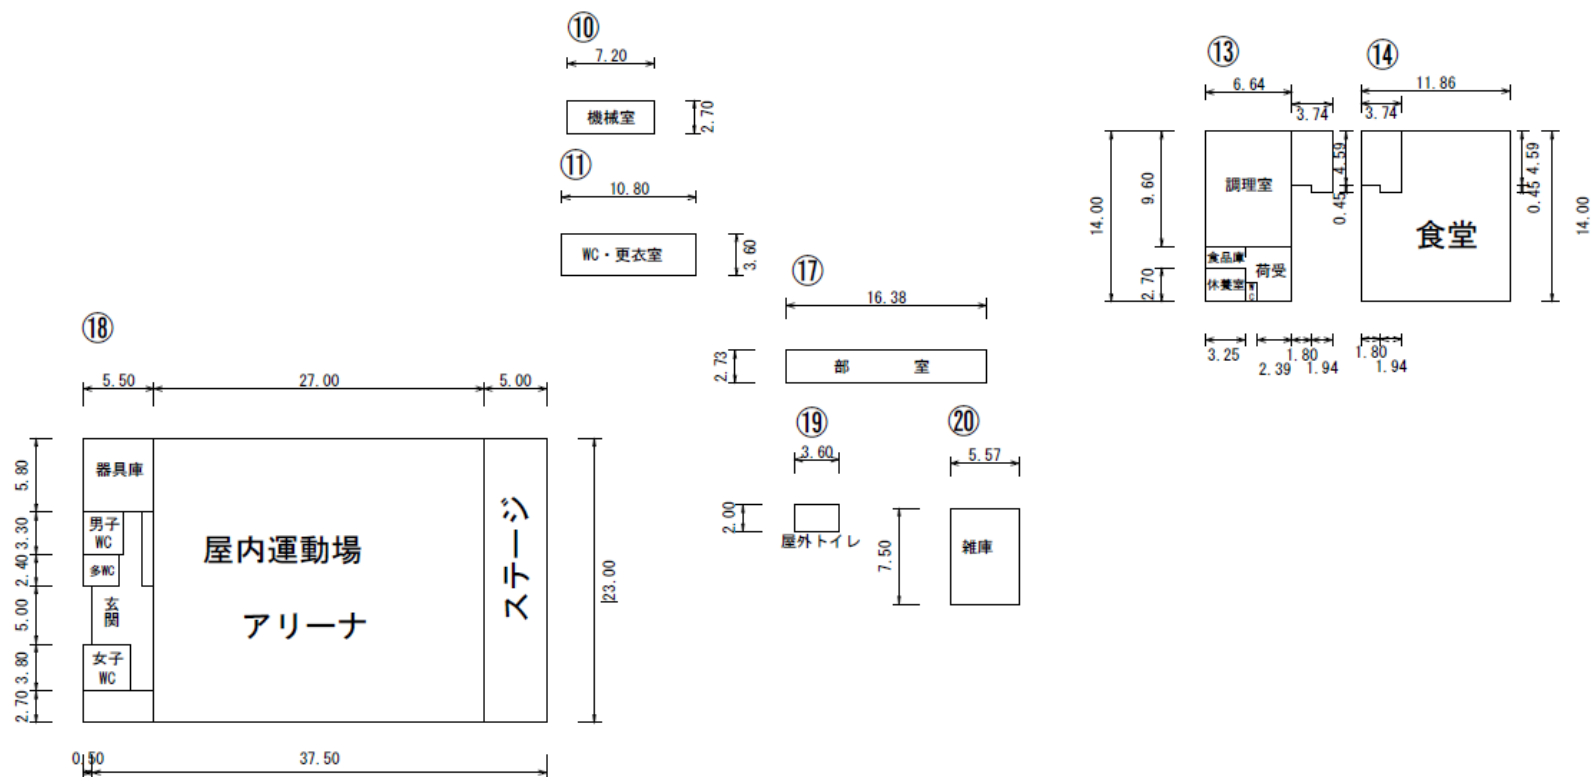 ⑩
7.20
機械室
2.70
⑪
10.80
WC・更衣室
3.60
⑬
6.64
3.74
14.00
9.60
2.70
調理室
食品庫
荷受
休養室
WC
4.59
0.45
3.25
2.39
1.80
1.94
⑭
11.86
3.74
食堂
4.59
0.45
14.00
1.80
1.94
⑰
16.38
2.73
部 室
⑱
5.50
27.00
5.00
5.80
3.30
2.40
5.00
3.80
2.70
器具庫
男子
WC
多WC
玄関
女子
WC
屋内運動場
アリーナ
ステージ
23.00
0.50
37.50
⑲
3.60
2.00
屋外トイレ
⑳
5.57
7.50
雑庫